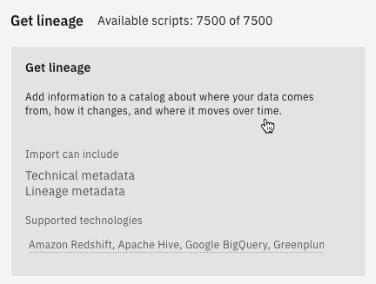 Get lineage Available scripts: 7500 of 7500
Get lineage
Add information to a catalog about where your data comes
from, how it changes, and where it moves over time.
Import can include
Technical metadata
Lineage metadata
Supported technologies
Amazon Redshift, Apache Hive, Google BigQuery, Greenplun